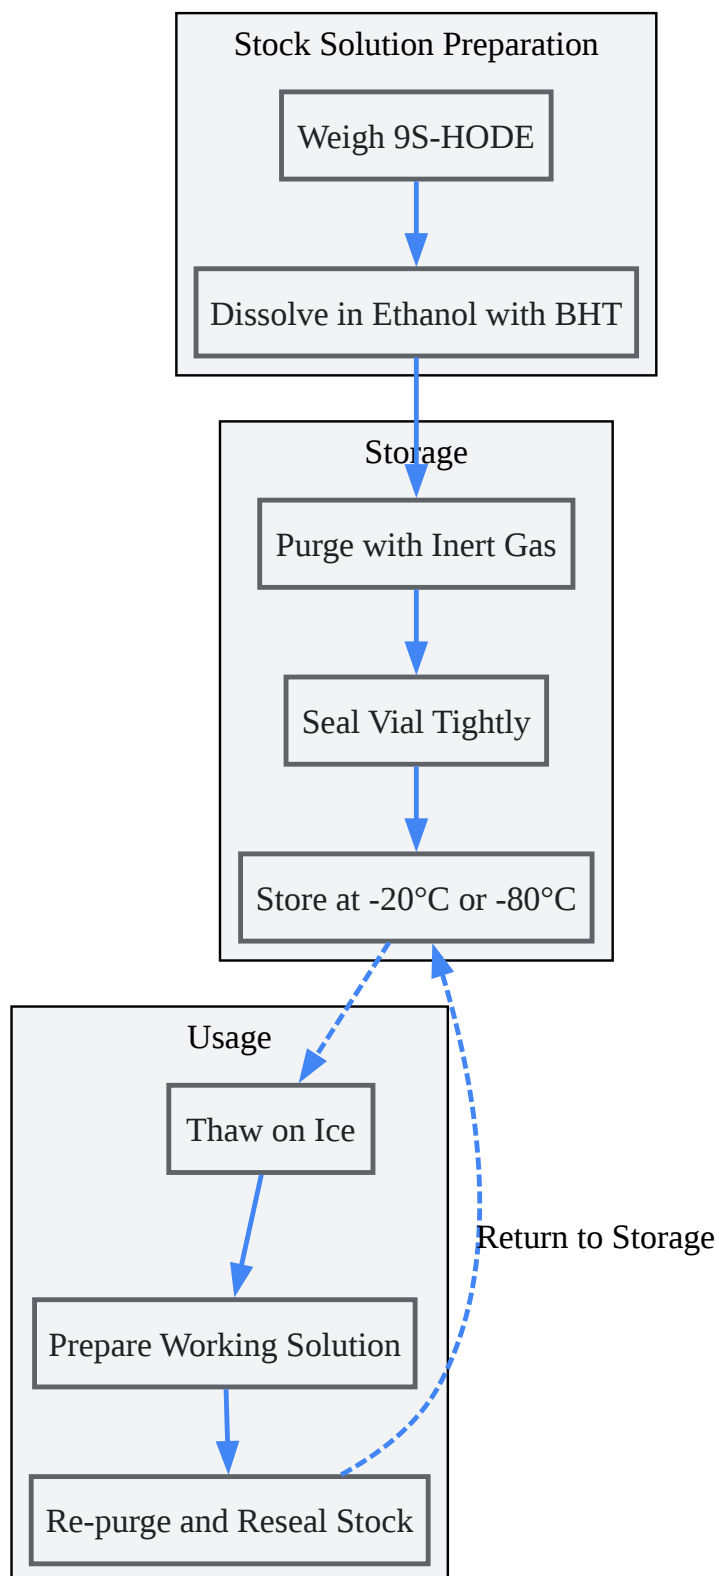 Stock Solution Preparation
Weigh 9S-HODE
Dissolve in Ethanol with BHT
Storage
Purge with Inert Gas
Seal Vial Tightly
Store at -20°C or -80°C
Usage
Thaw on Ice
Return to Storage
Prepare Working Solution
Re-purge and Reseal Stock